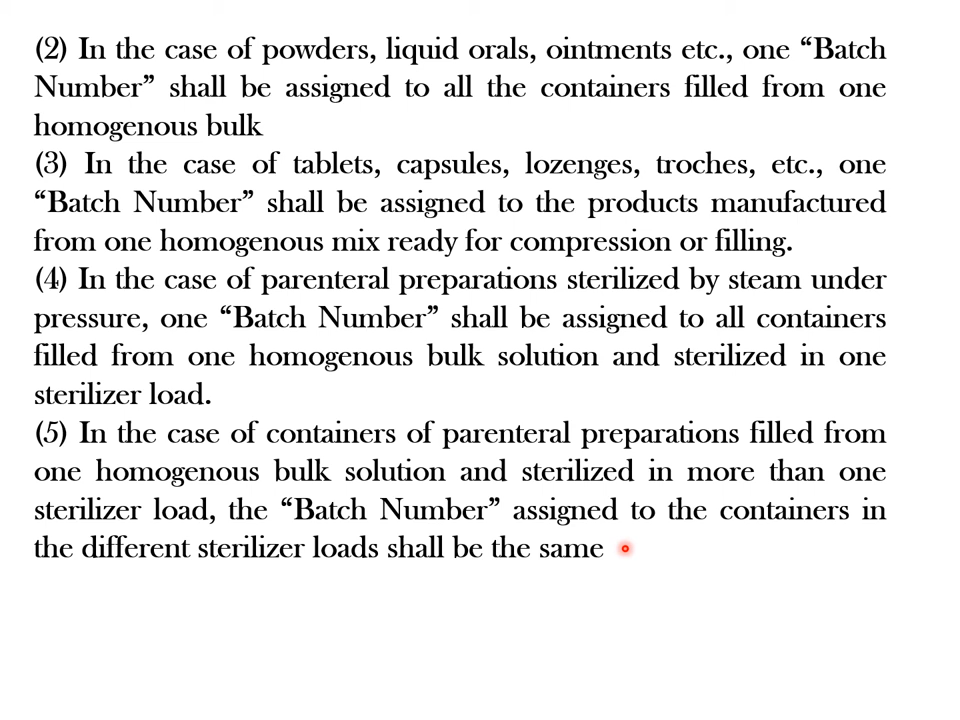 (2) In the case of powders, liquid orals, ointments etc., one “Batch
Number” shall be assigned to all the containers filled from one
homogenous bulk
(3) In the case of tablets, capsules, lozenges, troches, etc., one
“Batch Number” shall be assigned to the products manufactured
from one homogenous mix ready for compression or filling.
(4) In the case of parenteral preparations sterilized by steam under
pressure, one “Batch Number” shall be assigned to all containers
filled from one homogenous bulk solution and sterilized in one
sterilizer load.
(5) In the case of containers of parenteral preparations filled from
one homogenous bulk solution and sterilized in more than one
sterilizer load, the “Batch Number” assigned to the containers in
the different sterilizer loads shall be the same